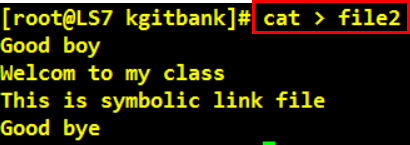 [root@LS7 kgitbank]# cat > file2
Good boy
Welcom to my class
This is symbolic link file
Good bye